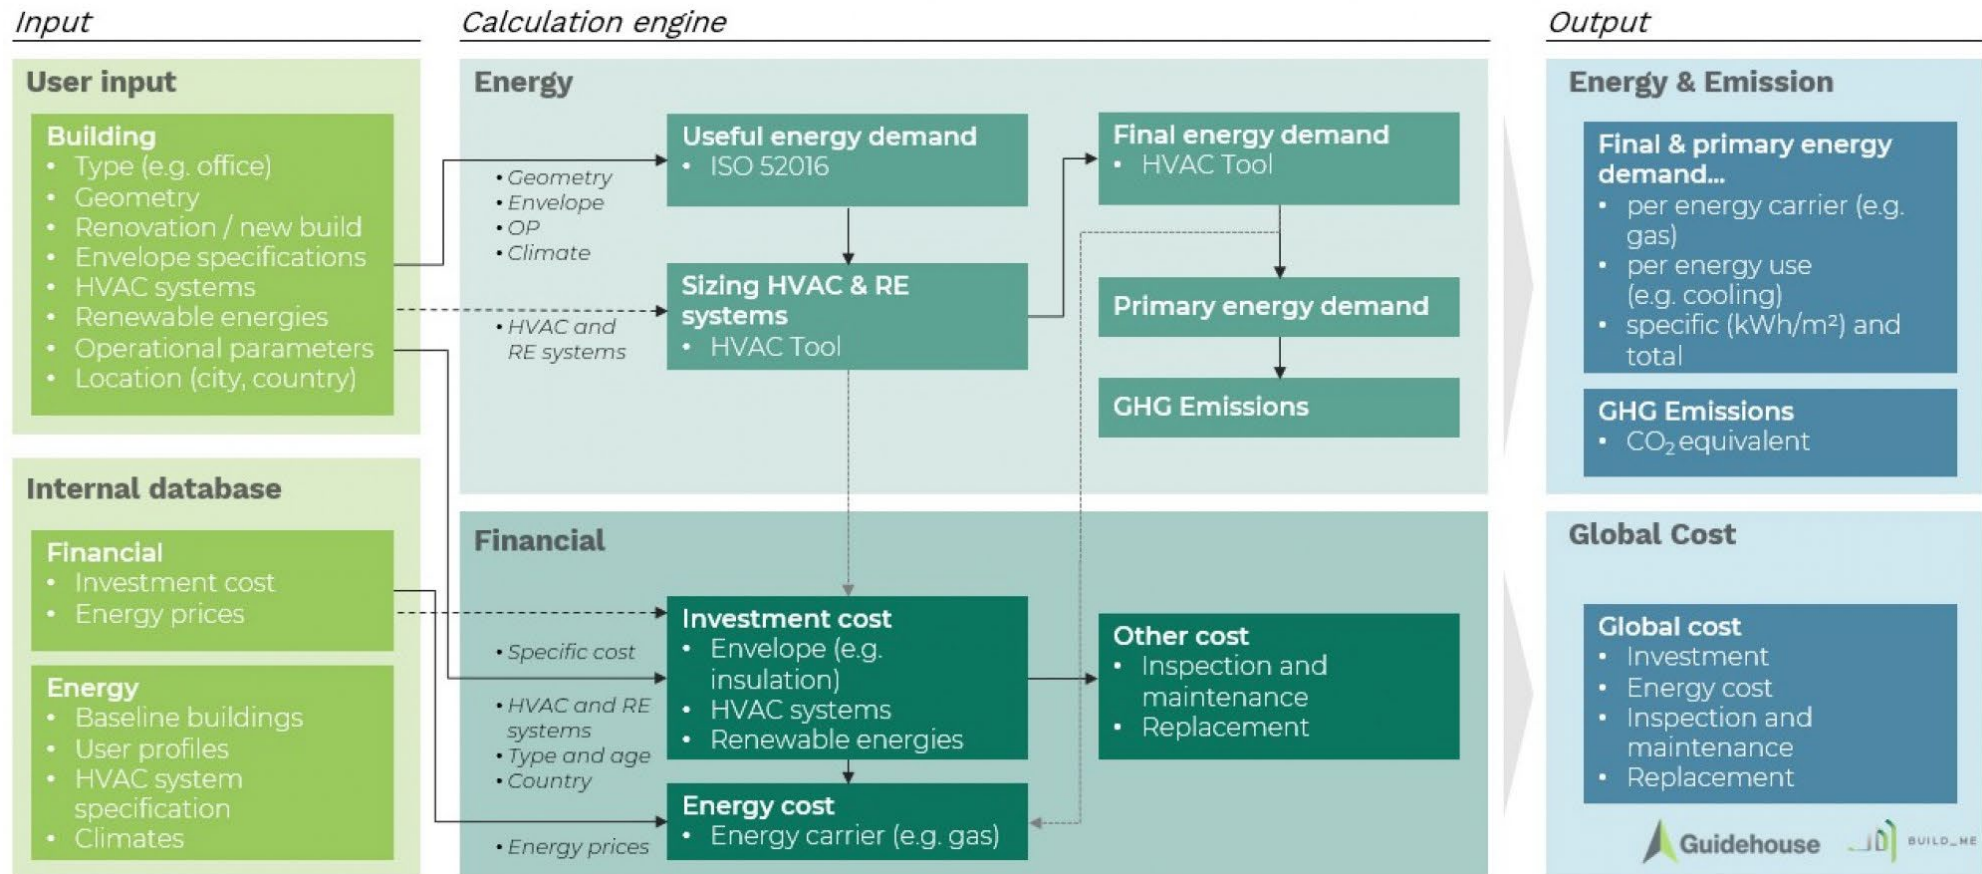 Input
User input
Building
• Type (e.g. office)
• Geometry
• Renovation / new build
• Envelope specifications
• HVAC systems
• Renewable energies
• Operational parameters
• Location (city, country)
Internal database
Financial
• Investment cost
• Energy prices
Energy
• Baseline buildings
• User profiles
• HVAC system
specification
• Climates
Calculation engine
Energy
• Geometry
• Envelope
• OP
• Climate
• HVAC and
RE systems
Useful energy demand
• ISO 52016
Sizing HVAC & RE
systems
• HVAC Tool
Final energy demand
• HVAC Tool
Primary energy demand
GHG Emissions
Financial
• Specific cost
• HVAC and RE
systems
• Type and age
• Country
• Energy prices
Investment cost
• Envelope (e.g.
insulation)
• HVAC systems
• Renewable energies
Energy cost
• Energy carrier (e.g. gas)
Other cost
• Inspection and
maintenance
• Replacement
Output
Energy & Emission
Final & primary energy
demand...
• per energy carrier (e.g.
gas)
• per energy use
(e.g. cooling)
• specific (kWh/m²) and
total
GHG Emissions
• CO₂ equivalent
Global Cost
Global cost
• Investment
• Energy cost
• Inspection and
maintenance
• Replacement
Guidehouse
BUILD_ME